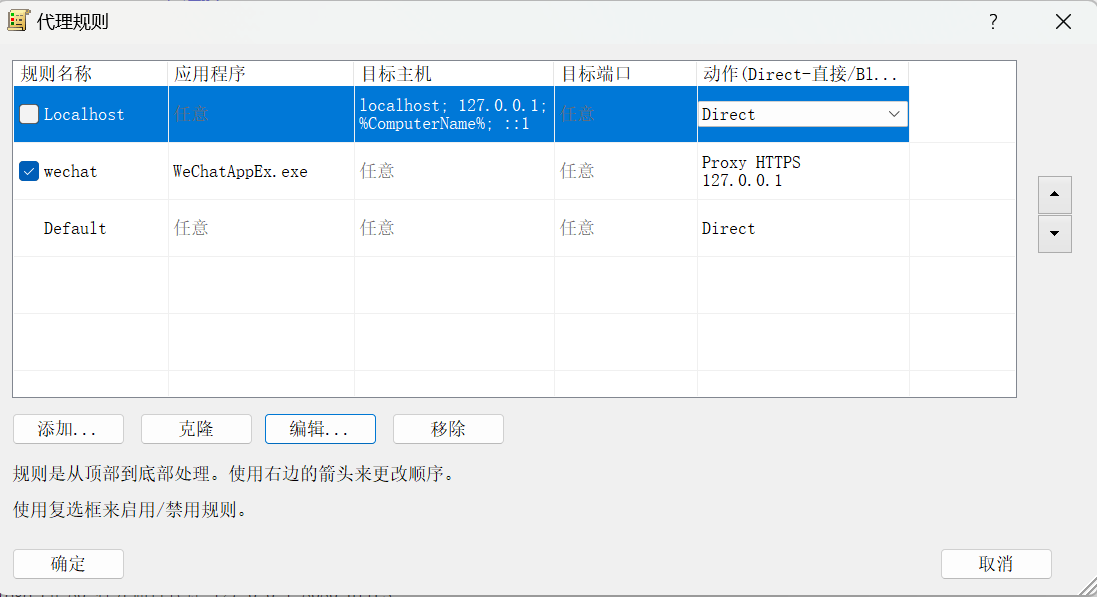 代理规则
?
规则名称 应用程序 目标主机 目标端口 动作(Direct-直接/Bl...
Localhost 任意 localhost; 127.0.0.1; 任意 Direct
%ComputerName%; ::1
wechat WeChatAppEx.exe 任意 任意 Proxy HTTPS
127.0.0.1
Default 任意 任意 任意 Direct
添加... 克隆 编辑... 移除
规则是从顶部到底部处理。使用右边的箭头来更改顺序。
使用复选框来启用/禁用规则。
确定 取消